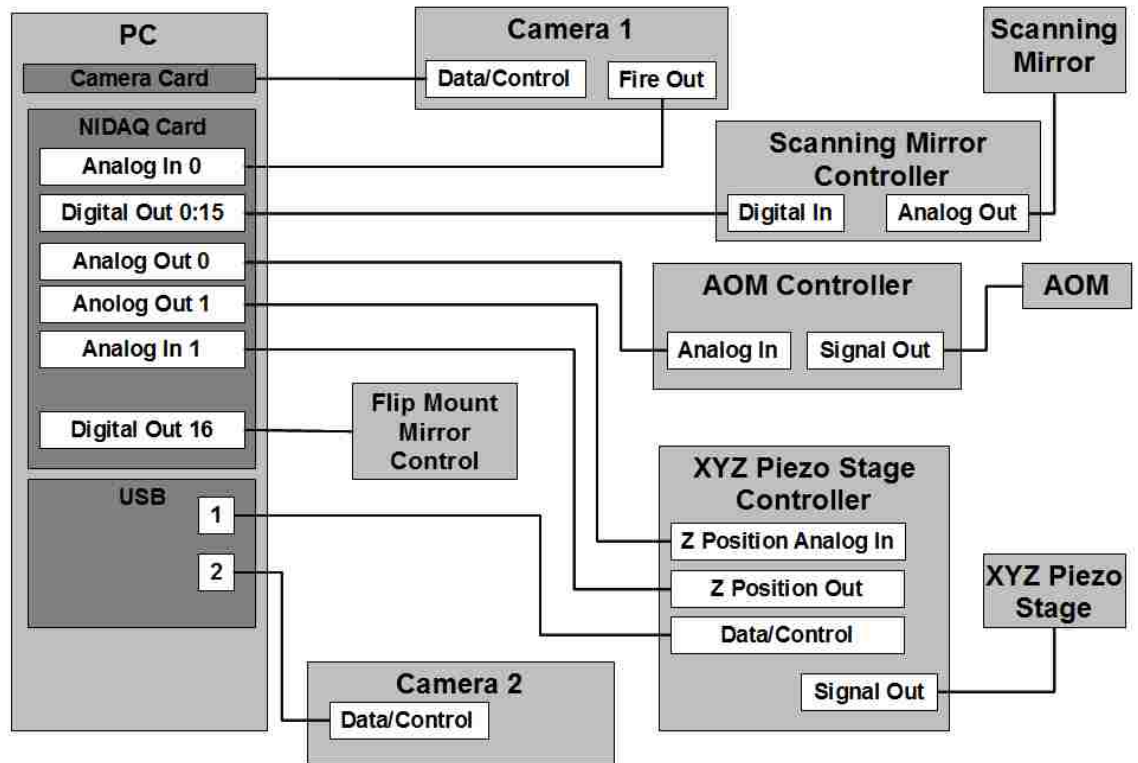 PC
Camera Card
NIDAQ Card
Analog In 0
Digital Out 0:15
Analog Out 0
Anolog Out 1
Analog In 1
Digital Out 16
USB
1
2
Camera 1
Data/Control
Fire Out
Scanning
Mirror
Scanning Mirror
Controller
Digital In
Analog Out
AOM Controller
Analog In
Signal Out
AOM
Flip Mount
Mirror
Control
XYZ Piezo Stage
Controller
Z Position Analog In
Z Position Out
Data/Control
Signal Out
XYZ Piezo
Stage
Camera 2
Data/Control